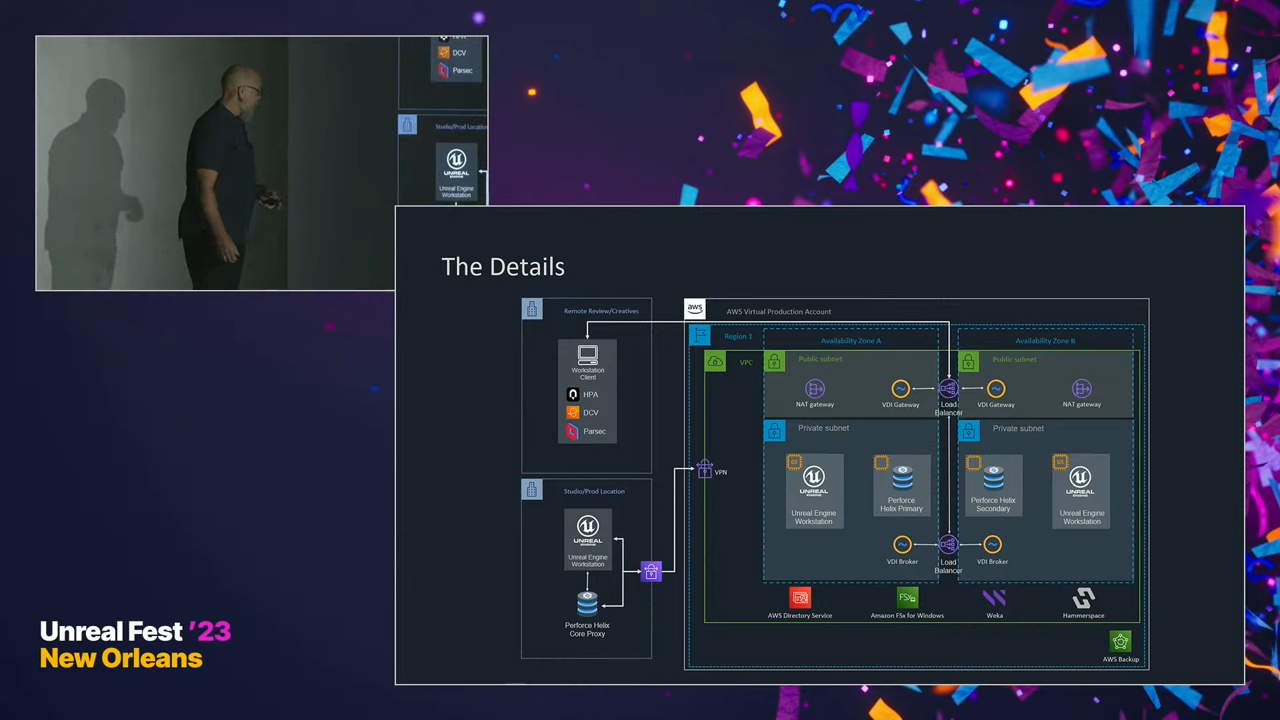 DCV
Parsec
Studio/Prod Location
UNREAL
Unreal Engine
Workstation
The Details
Remote Review/Creatives
Workstation
Client
HPA
DCV
Parsec
Studio/Prod Location
UNREAL
ENGINE
Unreal Engine
Workstation
Perforce Helix
Core Proxy
aws
AWS Virtual Production Account
Region 1
VPC
VPN
Availability Zone A
Public subnet
NAT gateway
VDI Gateway
Load
Balancer
Availability Zone B
Public subnet
VDI Gateway
NAT gateway
Private subnet
UNREAL
ENGINE
Unreal Engine
Workstation
Perforce
Helix Primary
VDI Broker
Load
Balancer
Private subnet
Perforce Helix
Secondary
UNREAL
ENGINE
Unreal Engine
Workstation
VDI Broker
AWS Directory Service
FSx
Amazon FSx for Windows
Weka
Hammerspace
AWS Backup
Unreal Fest '23
New Orleans